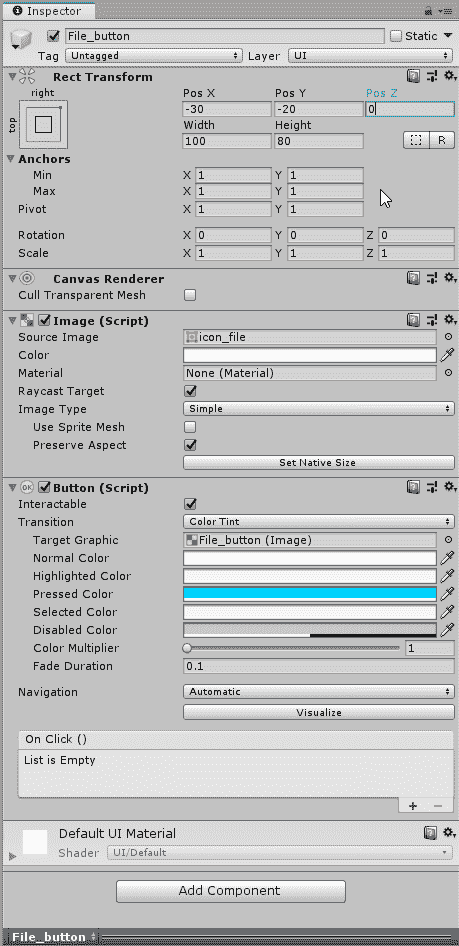 Inspector
File_button Static
Tag Untagged Layer UI
Rect Transform
right
top
Pos X Pos Y Pos Z
-30 -20 0
Width Height
100 80
R
Anchors
Min X 1 Y 1
Max X 1 Y 1
Pivot X 1 Y 1
Rotation X 0 Y 0 Z 0
Scale X 1 Y 1 Z 1
Canvas Renderer
Cull Transparent Mesh
Image (Script)
Source Image icon_file
Color
Material None (Material)
Raycast Target
Image Type Simple
Use Sprite Mesh
Preserve Aspect
Set Native Size
OK Button (Script)
Interactable
Transition Color Tint
Target Graphic File_button (Image)
Normal Color
Highlighted Color
Pressed Color
Selected Color
Disabled Color
Color Multiplier 1
Fade Duration 0.1
Navigation Automatic
Visualize
On Click ()
List is Empty
+ −
Default UI Material
Shader UI/Default
Add Component
File_button